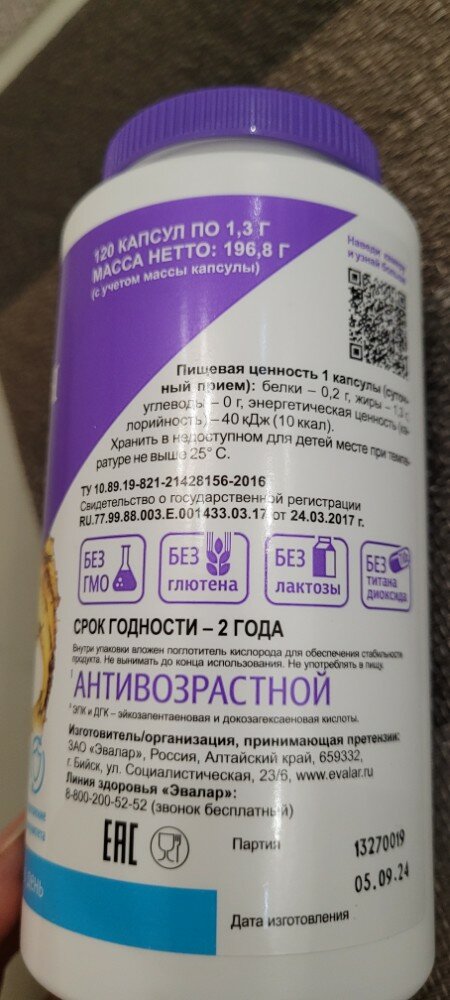 120 КАПСУЛ ПО 1,3 Г
МАССА НЕТТО: 196,8 Г
(с учетом массы капсулы)
Наведи камеру
и узнай больше
Пищевая ценность 1 капсулы (суточ-
ный прием): белки – 0,2 г, жиры –
углеводы – 0 г, энергетическая ценность (ка-
лорийность) – 40 кДж (10 ккал).
Хранить в недоступном для детей месте при темпе-
ратуре не выше 25° С.
ТУ 10.89.19-821-21428156-2016
Свидетельство о государственной регистрации
RU.77.99.88.003.Е.001433.03.17 от 24.03.2017 г.
БЕЗ ГМО
БЕЗ глютена
БЕЗ лактозы
БЕЗ титана диоксида
СРОК ГОДНОСТИ – 2 ГОДА
Внутри упаковки вложен поглотитель кислорода для обеспечения стабильности
продукта. Не вынимать до конца использования. Не употреблять в пищу.
АНТИВОЗРАСТНОЙ
ЭПК и ДГК – эйкозапентаеновая и докозагексаеновая кислоты.
Изготовитель/организация, принимающая претензии:
ЗАО «Эвалар», Россия, Алтайский край, 659332,
г. Бийск, ул. Социалистическая, 23/6, www.evalar.ru
Линия здоровья «Эвалар»:
8-800-200-52-52 (звонок бесплатный)
ЕАС
Партия
13270019
05.09.24
Дата изготовления
день